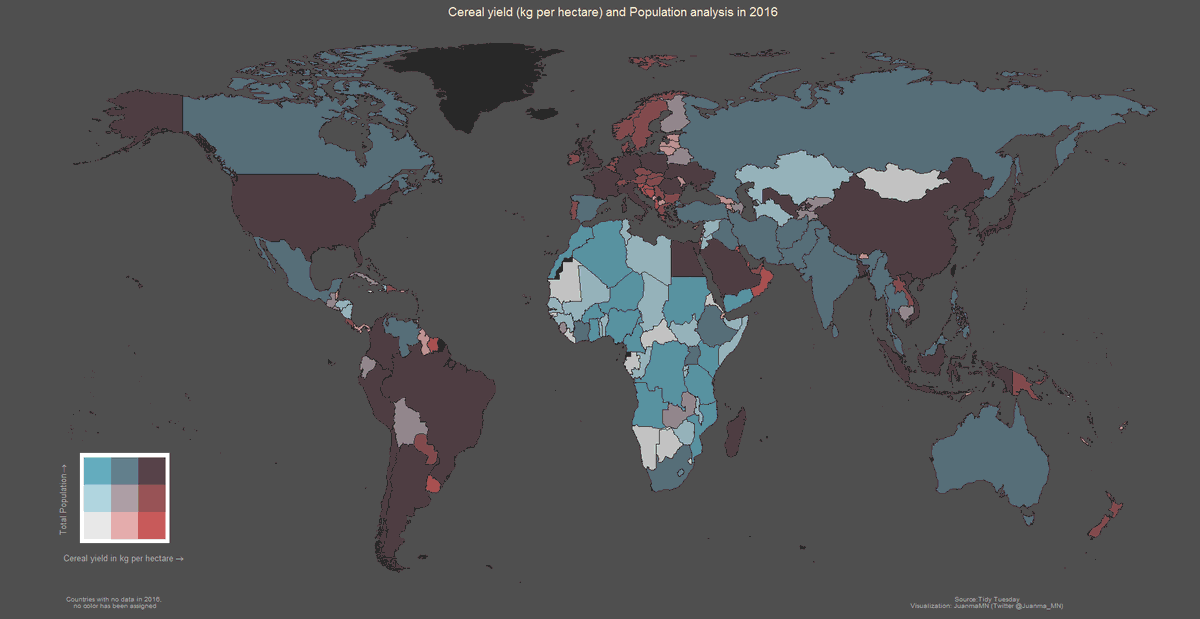 Cereal yield (kg per hectare) and Population analysis in 2016
Total Population→
Cereal yield in kg per hectare →
Countries with no data in 2016,
no color has been assigned
Source:Tidy Tuesday
Visualization: JuanmaMN (Twitter @Juanma_MN)